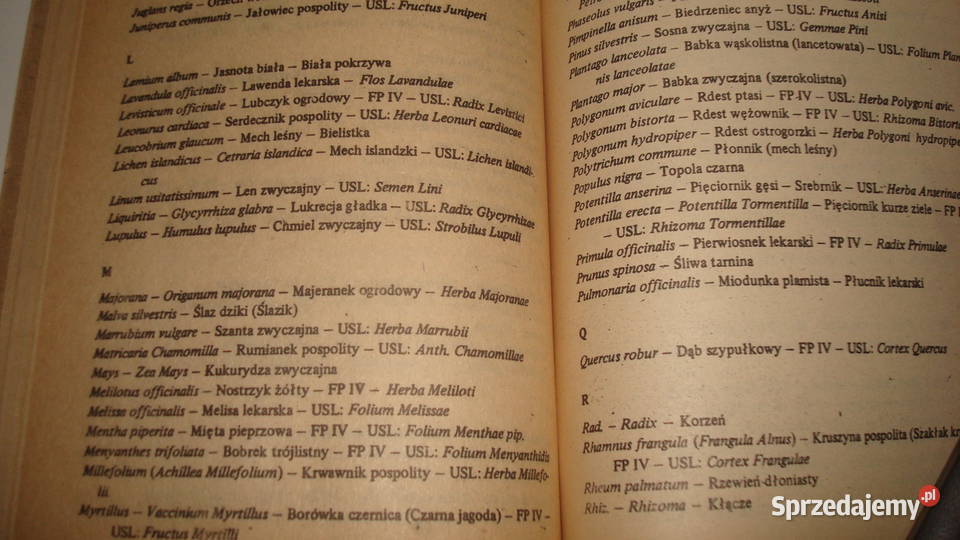 Juglans regia – Orzech
Juniperus communis – Jałowiec pospolity – USL: Fructus Juniperi
L
Lamium album – Jasnota biała – Biała pokrzywa
Lavandula officinalis – Lawenda lekarska – Flos Lavandulae
Levisticum officinale – Lubczyk ogrodowy – FP IV – USL: Radix Levistici
Leonurus cardiaca – Serdecznik pospolity – USL: Herba Leonuri cardiacae
Leucobrium glaucum – Mech leśny – Bielistka
Lichen islandicus – Cetraria islandica – Mech islandzki – USL: Lichen islandi-
cus
Linum usitatissimum – Len zwyczajny – USL: Semen Lini
Liquiritia – Glycyrrhiza glabra – Lukrecja gładka – USL: Radix Glycyrrhizae
Lupulus – Humulus lupulus – Chmiel zwyczajny – USL: Strobilus Lupuli
M
Majorana – Origanum majorana – Majeranek ogrodowy – Herba Majoranae
Malva silvestris – Ślaz dziki (Ślazik)
Marrubium vulgare – Szanta zwyczajna – USL: Herba Marrubii
Matricaria Chamomilla – Rumianek pospolity – USL: Anth. Chamomillae
Mays – Zea Mays – Kukurydza zwyczajna
Melilotus officinalis – Nostrzyk żółty – FP IV – Herba Meliloti
Melissa officinalis – Melisa lekarska – USL: Folium Melissae
Mentha piperita – Mięta pieprzowa – FP IV – USL: Folium Menthae pip.
Menyanthes trifoliata – Bobrek trójlistny – FP IV – USL: Folium Menyanthidis
Millefolium (Achillea Millefolium) – Krwawnik pospolity – USL: Herba Millefo-
lii
Myrtillus – Vaccinium Myrtillus – Borówka czernica (Czarna jagoda) – FP IV –
USL: Fructus Myrtilli
Phaseolus vulgaris –
Pimpinella anisum – Biedrzeniec anyż – USL: Fructus Anisi
Pinus silvestris – Sosna zwyczajna – USL: Gemmae Pini
Plantago lanceolata – Babka wąskolistna (lancetowata) – USL: Folium Plan
nis lanceolatae
Plantago major – Babka zwyczajna (szerokolistna)
Polygonum aviculare – Rdest ptasi – FP IV – USL: Herba Polygoni avic.
Polygonum bistorta – Rdest wężownik – FP IV – USL: Rhizoma Bistorta
Polygonum hydropiper – Rdest ostrogorzki – Herba Polygoni hydropipe
Polytrichum commune – Płonnik (mech leśny)
Populus nigra – Topola czarna
Potentilla anserina – Pięciornik gęsi – Srebrnik – USL: Herba Anserinae
Potentilla erecta – Potentilla Tormentilla – Pięciornik kurze ziele – FP I
– USL: Rhizoma Tormentillae
Primula officinalis – Pierwiosnek lekarski – FP IV – Radix Primulae
Prunus spinosa – Śliwa tarnina
Pulmonaria officinalis – Miodunka plamista – Płucnik lekarski
Q
Quercus robur – Dąb szypułkowy – FP IV – USL: Cortex Quercus
R
Rad. – Radix – Korzeń
Rhamnus frangula (Frangula Alnus) – Kruszyna pospolita (Szakłak kr
FP IV – USL: Cortex Frangulae
Rheum palmatum – Rzewień dłoniasty
Rhiz. – Rhizoma – Kłącze
Sprzedajemy.pl